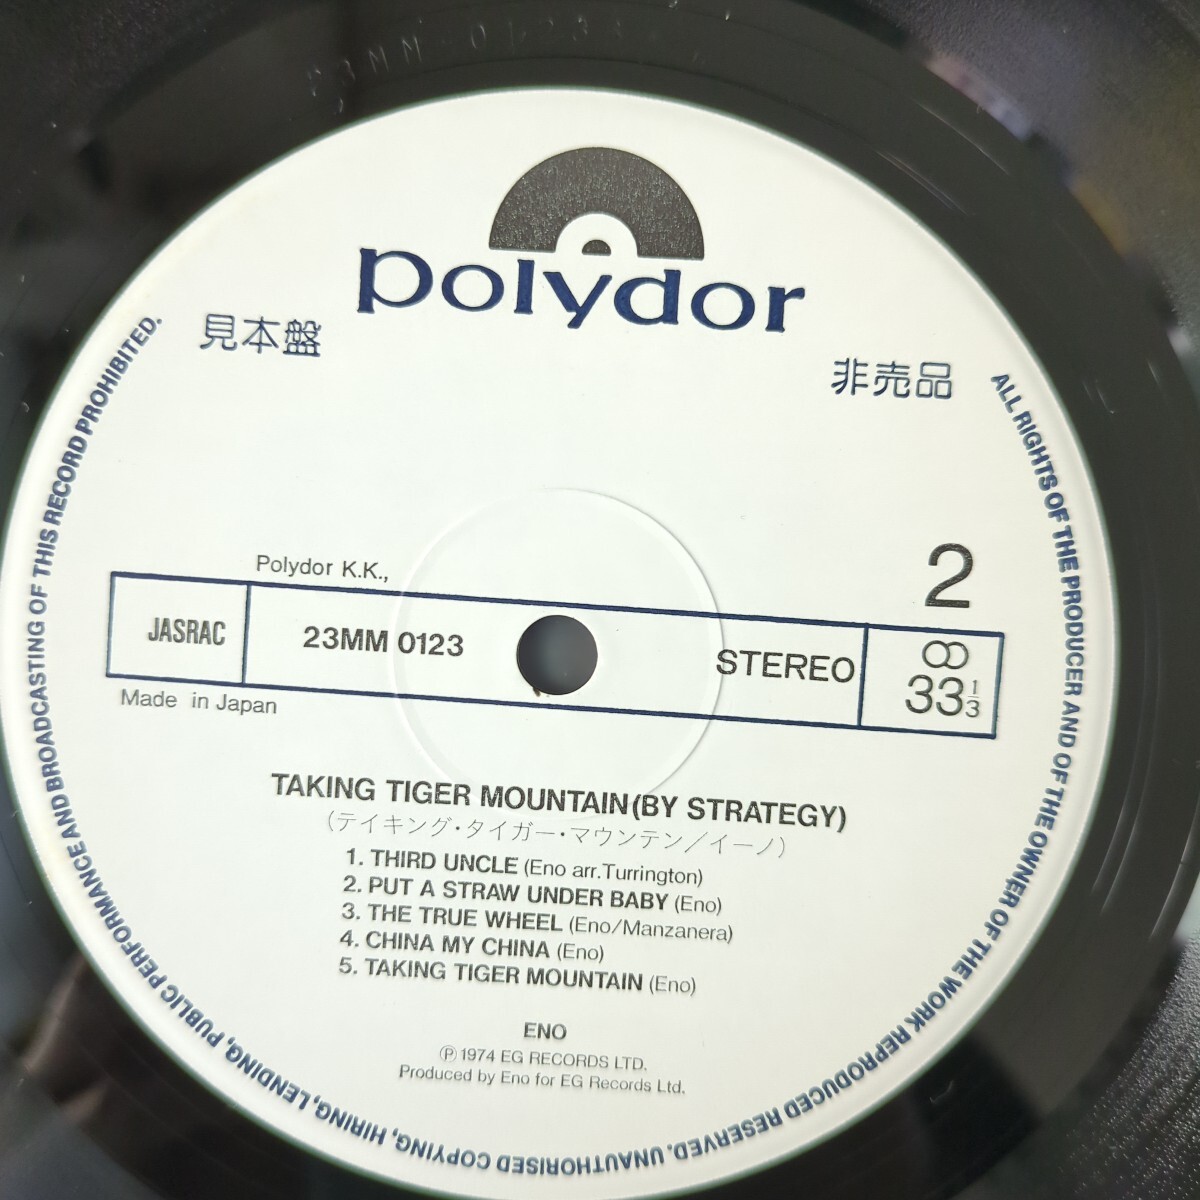 23MM 0123
polydor
見本盤
非売品
Polydor K.K.,
2
JASRAC
23MM 0123
STEREO
33 1/3
Made in Japan
TAKING TIGER MOUNTAIN(BY STRATEGY)
(テイキング・タイガー・マウンテン/イーノ)
1. THIRD UNCLE (Eno arr.Turrington)
2. PUT A STRAW UNDER BABY (Eno)
3. THE TRUE WHEEL (Eno/Manzanera)
4. CHINA MY CHINA (Eno)
5. TAKING TIGER MOUNTAIN (Eno)
ENO
Ⓟ 1974 EG RECORDS LTD.
Produced by Eno for EG Records Ltd.
ALL RIGHTS OF THE PRODUCER AND OF THE OWNER OF THE WORK REPRODUCED RESERVED. UNAUTHORISED COPYING, HIRING, LENDING, PUBLIC PERFORMANCE AND BROADCASTING OF THIS RECORD PROHIBITED.